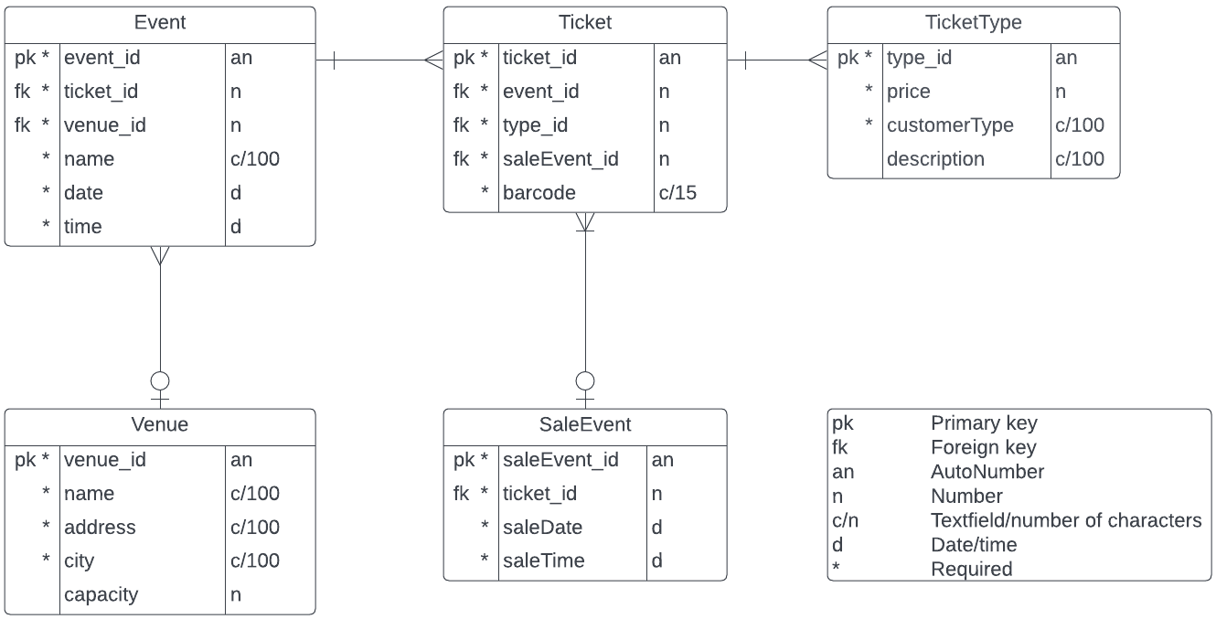 Event
pk * event_id an
fk * ticket_id n
fk * venue_id n
* name c/100
* date d
* time d
Ticket
pk * ticket_id an
fk * event_id n
fk * type_id n
fk * saleEvent_id n
* barcode c/15
TicketType
pk * type_id an
* price n
* customerType c/100
description c/100
Venue
pk * venue_id an
* name c/100
* address c/100
* city c/100
capacity n
SaleEvent
pk * saleEvent_id an
fk * ticket_id n
* saleDate d
* saleTime d
pk Primary key
fk Foreign key
an AutoNumber
n Number
c/n Textfield/number of characters
d Date/time
* Required